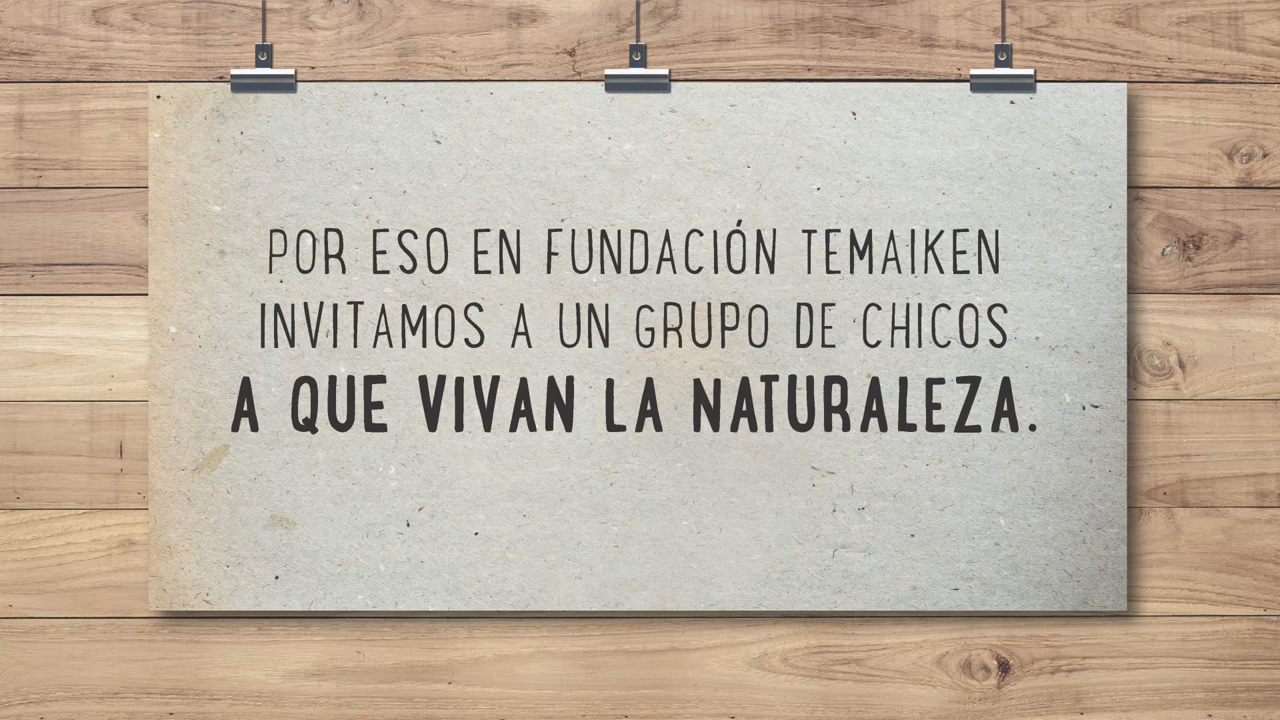 POR ESO EN FUNDACIÓN TEMAIKEN
INVITAMOS A UN GRUPO DE CHICOS
A QUE VIVAN LA NATURALEZA.